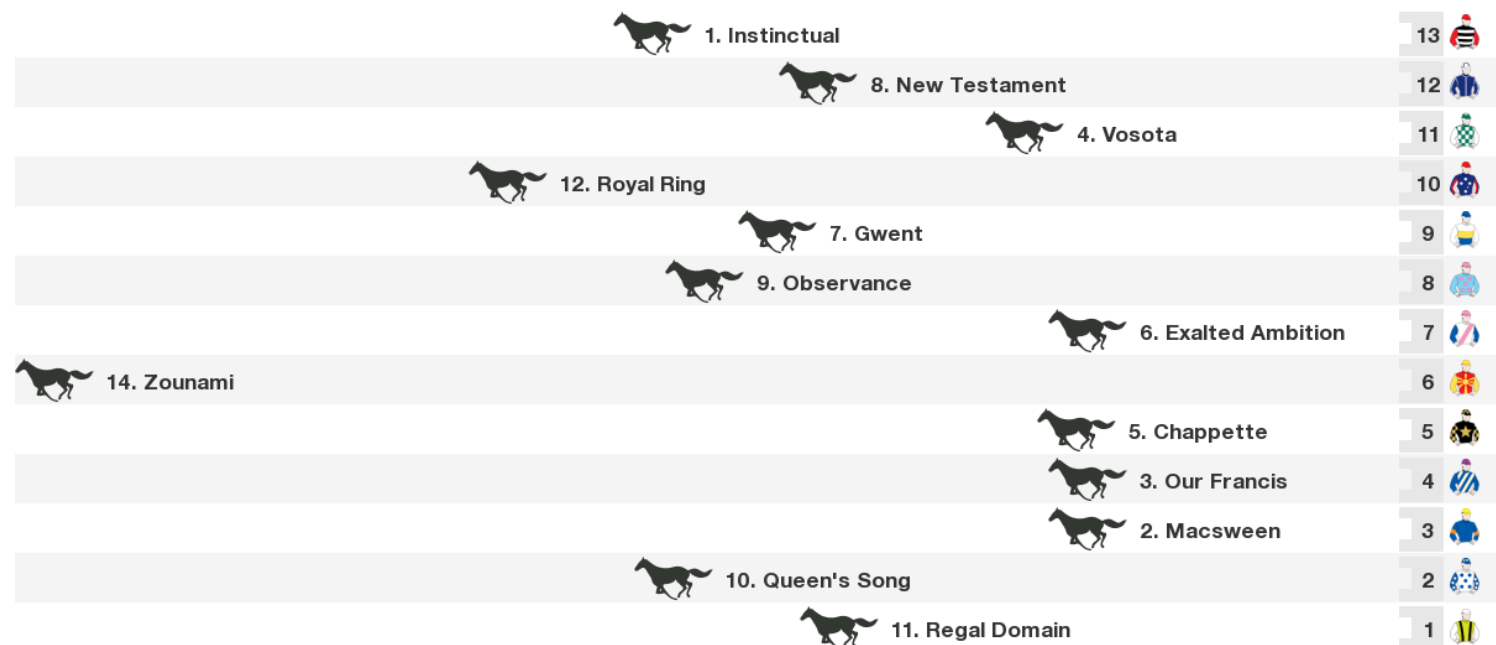 1. Instinctual 13
8. New Testament 12
4. Vosota 11
12. Royal Ring 10
7. Gwent 9
9. Observance 8
6. Exalted Ambition 7
14. Zounami 6
5. Chappette 5
3. Our Francis 4
2. Macsween 3
10. Queen's Song 2
11. Regal Domain 1